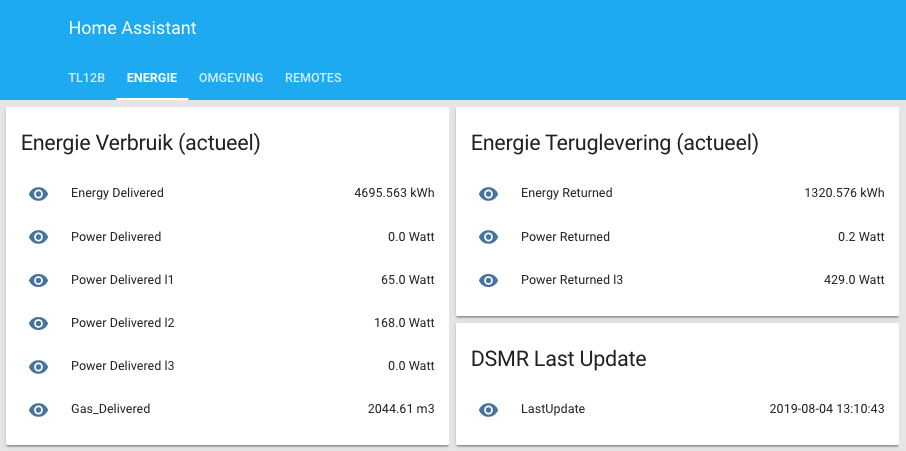 Home Assistant
TL12B ENERGIE OMGEVING REMOTES
Energie Verbruik (actueel)
Energy Delivered 4695.563 kWh
Power Delivered 0.0 Watt
Power Delivered l1 65.0 Watt
Power Delivered l2 168.0 Watt
Power Delivered l3 0.0 Watt
Gas_Delivered 2044.61 m3
Energie Teruglevering (actueel)
Energy Returned 1320.576 kWh
Power Returned 0.2 Watt
Power Returned l3 429.0 Watt
DSMR Last Update
LastUpdate 2019-08-04 13:10:43